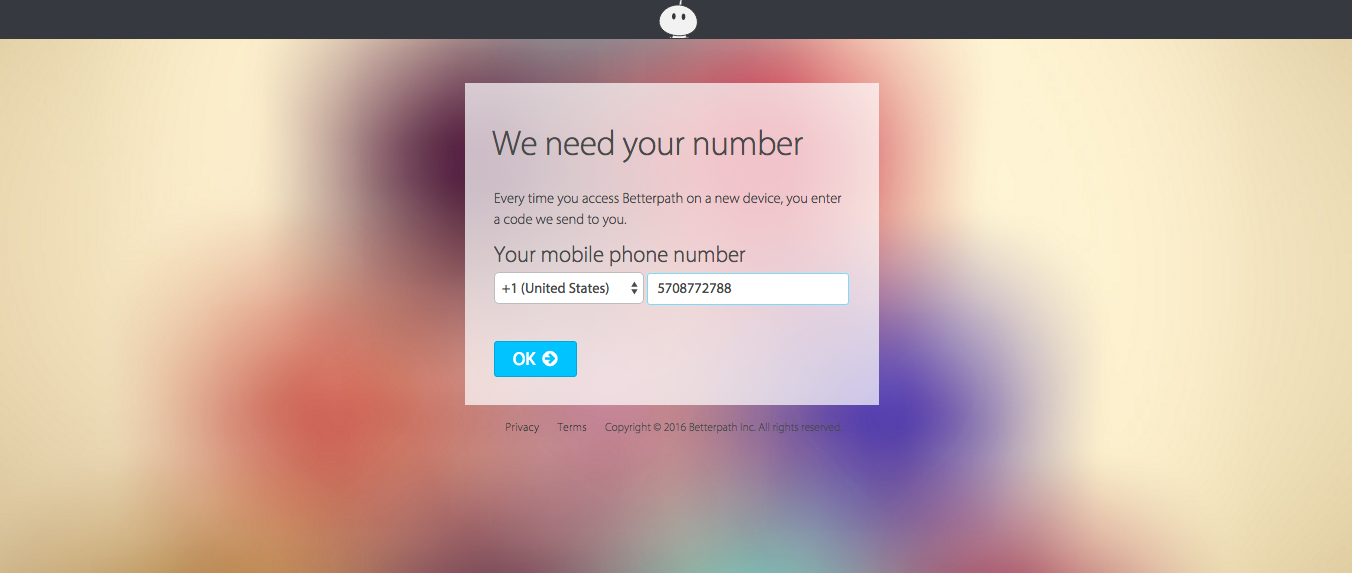 We need your number
Every time you access Betterpath on a new device, you enter
a code we send to you.
Your mobile phone number
+1 (United States) 5708772788
OK
Privacy Terms Copyright © 2016 Betterpath Inc. All rights reserved.